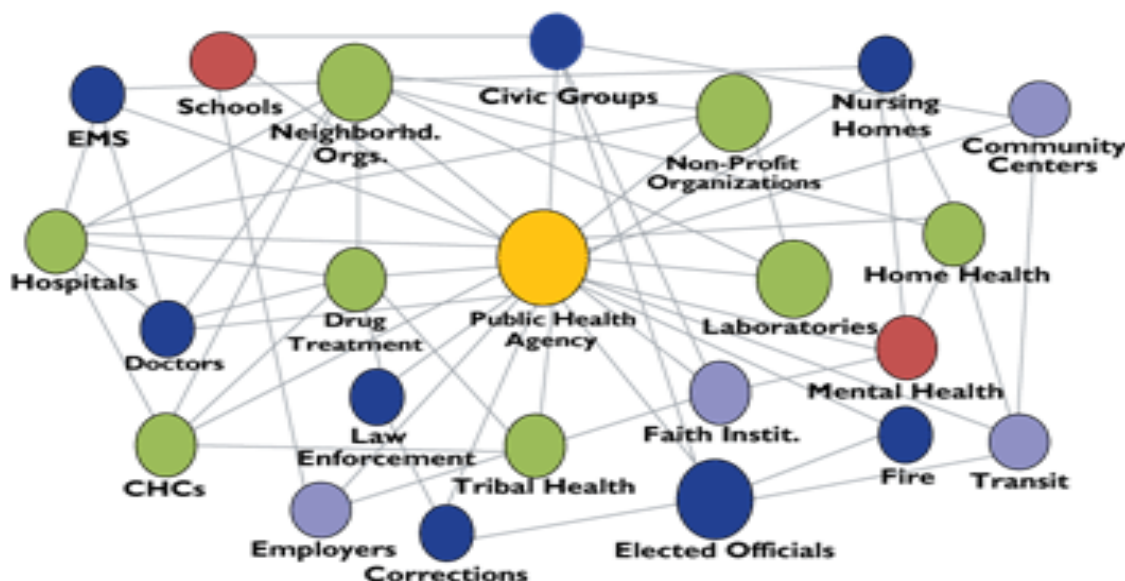 Schools
EMS
Neighborhd.
Orgs.
Civic Groups
Nursing
Homes
Community
Centers
Non-Profit
Organizations
Hospitals
Home Health
Drug
Treatment
Public Health
Agency
Laboratories
Doctors
Mental Health
Law
Enforcement
Faith Instit.
CHCs
Tribal Health
Fire
Transit
Employers
Elected Officials
Corrections